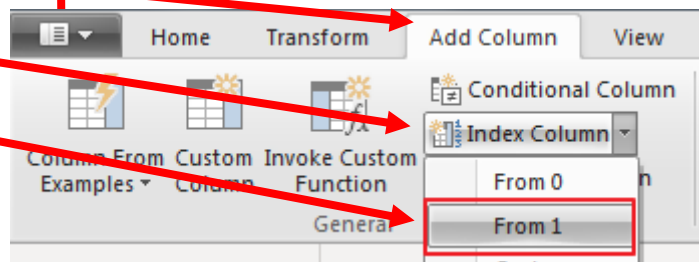 Home Transform Add Column View
Conditional Column
Index Column
Column From Custom Invoke Custom
Examples Column Function
From 0
General
From 1